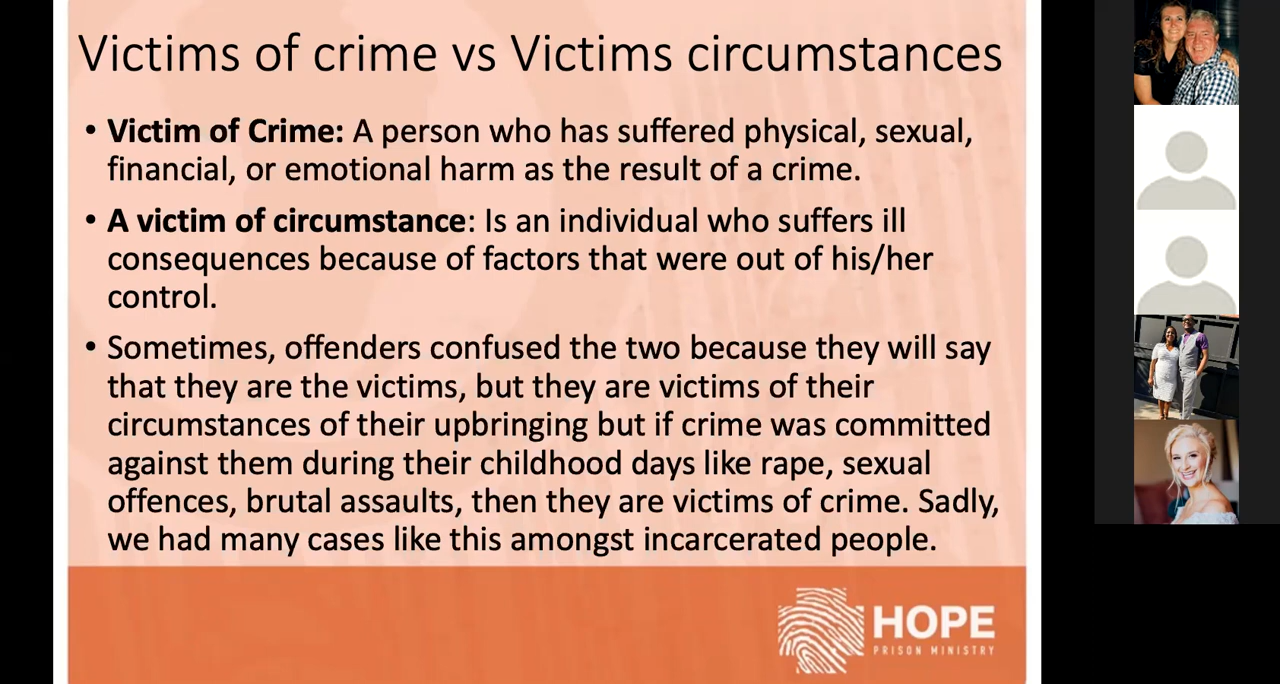 Victims of crime vs Victims circumstances
• Victim of Crime: A person who has suffered physical, sexual,
financial, or emotional harm as the result of a crime.
• A victim of circumstance: Is an individual who suffers ill
consequences because of factors that were out of his/her
control.
• Sometimes, offenders confused the two because they will say
that they are the victims, but they are victims of their
circumstances of their upbringing but if crime was committed
against them during their childhood days like rape, sexual
offences, brutal assaults, then they are victims of crime. Sadly,
we had many cases like this amongst incarcerated people.
HOPE
PRISON MINISTRY